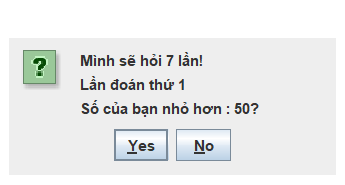 ?
Mình sẽ hỏi 7 lần!
Lần đoán thứ 1
Số của bạn nhỏ hơn : 50?
Yes No